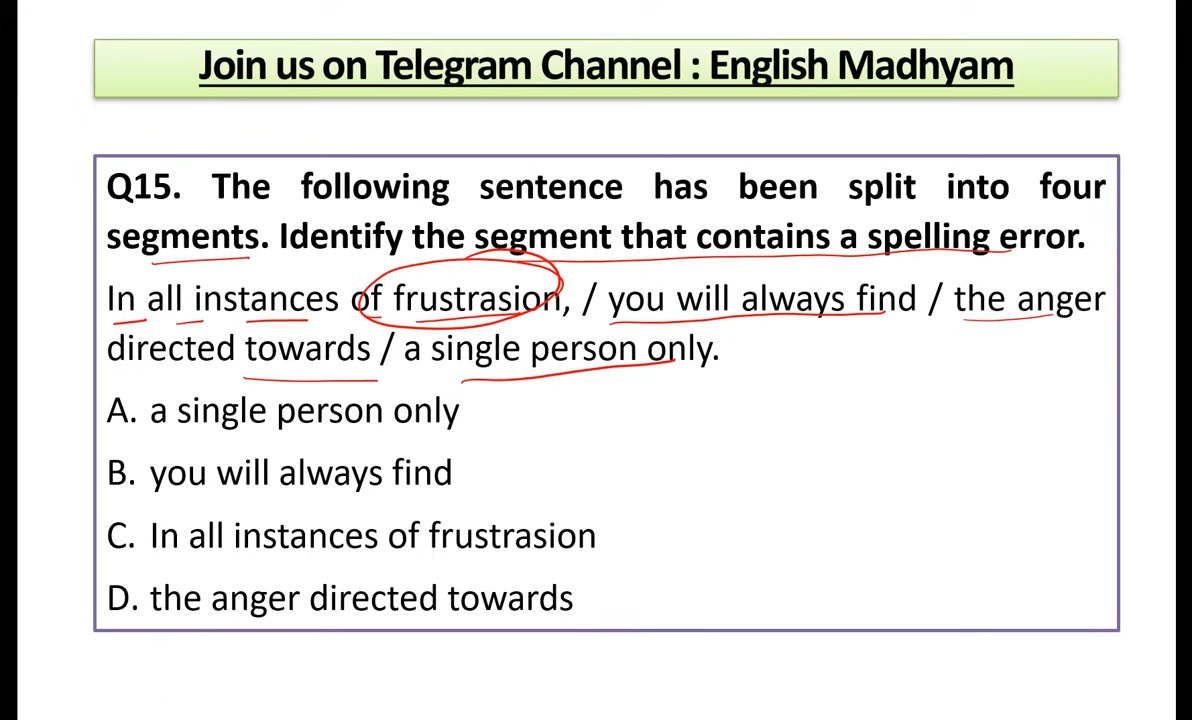 Join us on Telegram Channel : English Madhyam
Q15. The following sentence has been split into four
segments. Identify the segment that contains a spelling error.
In all instances of frustrasion, / you will always find / the anger
directed towards / a single person only.
A. a single person only
B. you will always find
C. In all instances of frustrasion
D. the anger directed towards